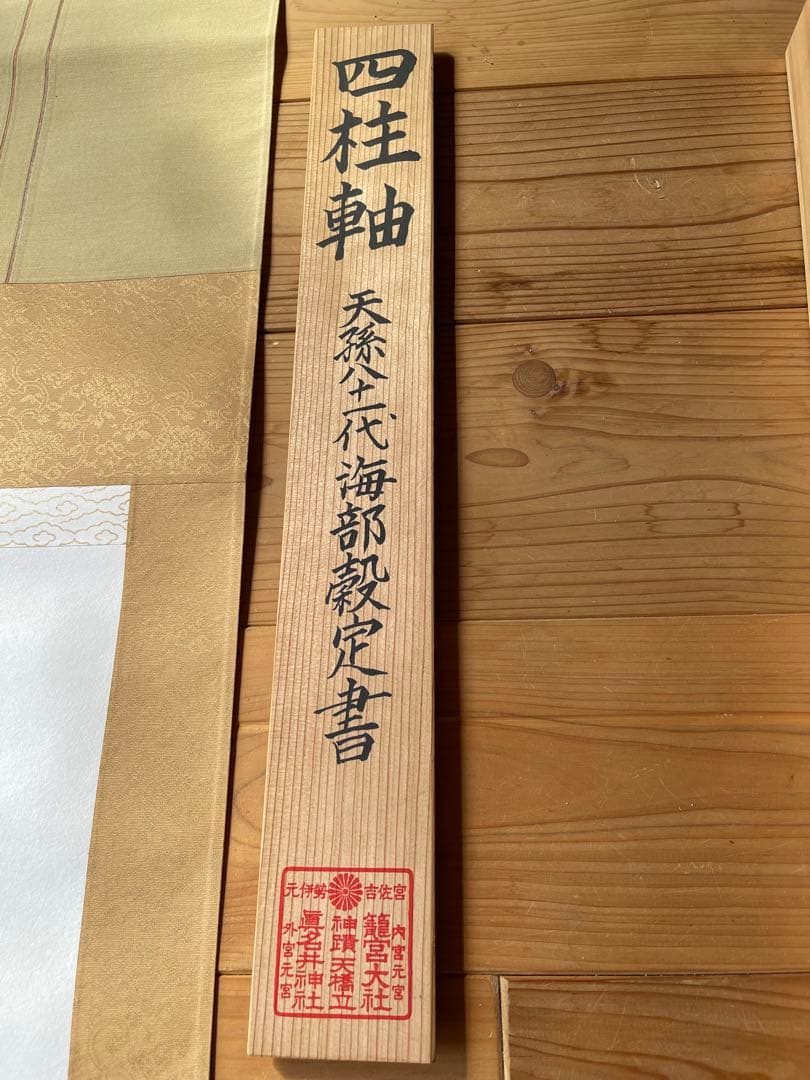 四柱軸
天孫八十一代海部穀定書
元伊勢 吉佐宮
内宮元宮
籠宮大社
神蹟天橋立
眞名井神社
外宮元宮